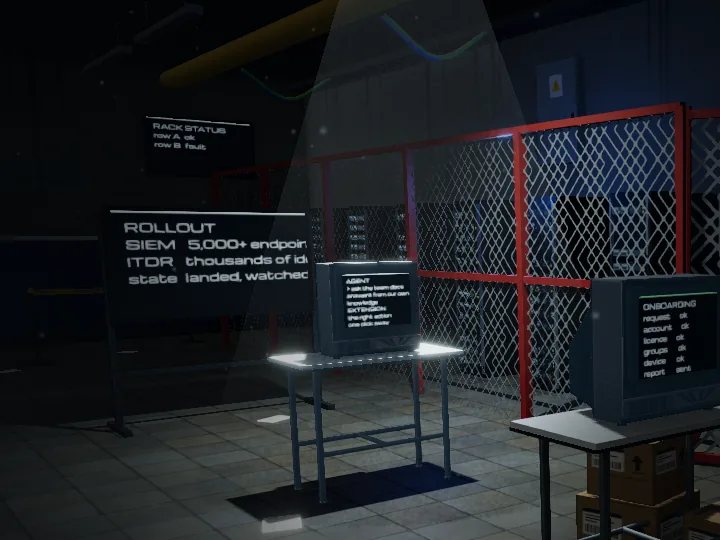 RACK STATUS
row A ok
row B fault
ROLLOUT
SIEM 5,000+
ITDR thousands of
state landed, watched
AGENT
> ask the team docs
answers from our own
knowledge
EXTENSION
the right action
one click away
ONBOARDING
request ok
account ok
licence ok
groups ok
device ok
report sent